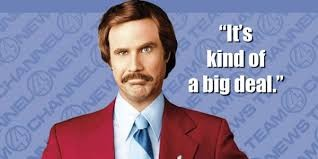 “It’s
kind of
a big deal.”